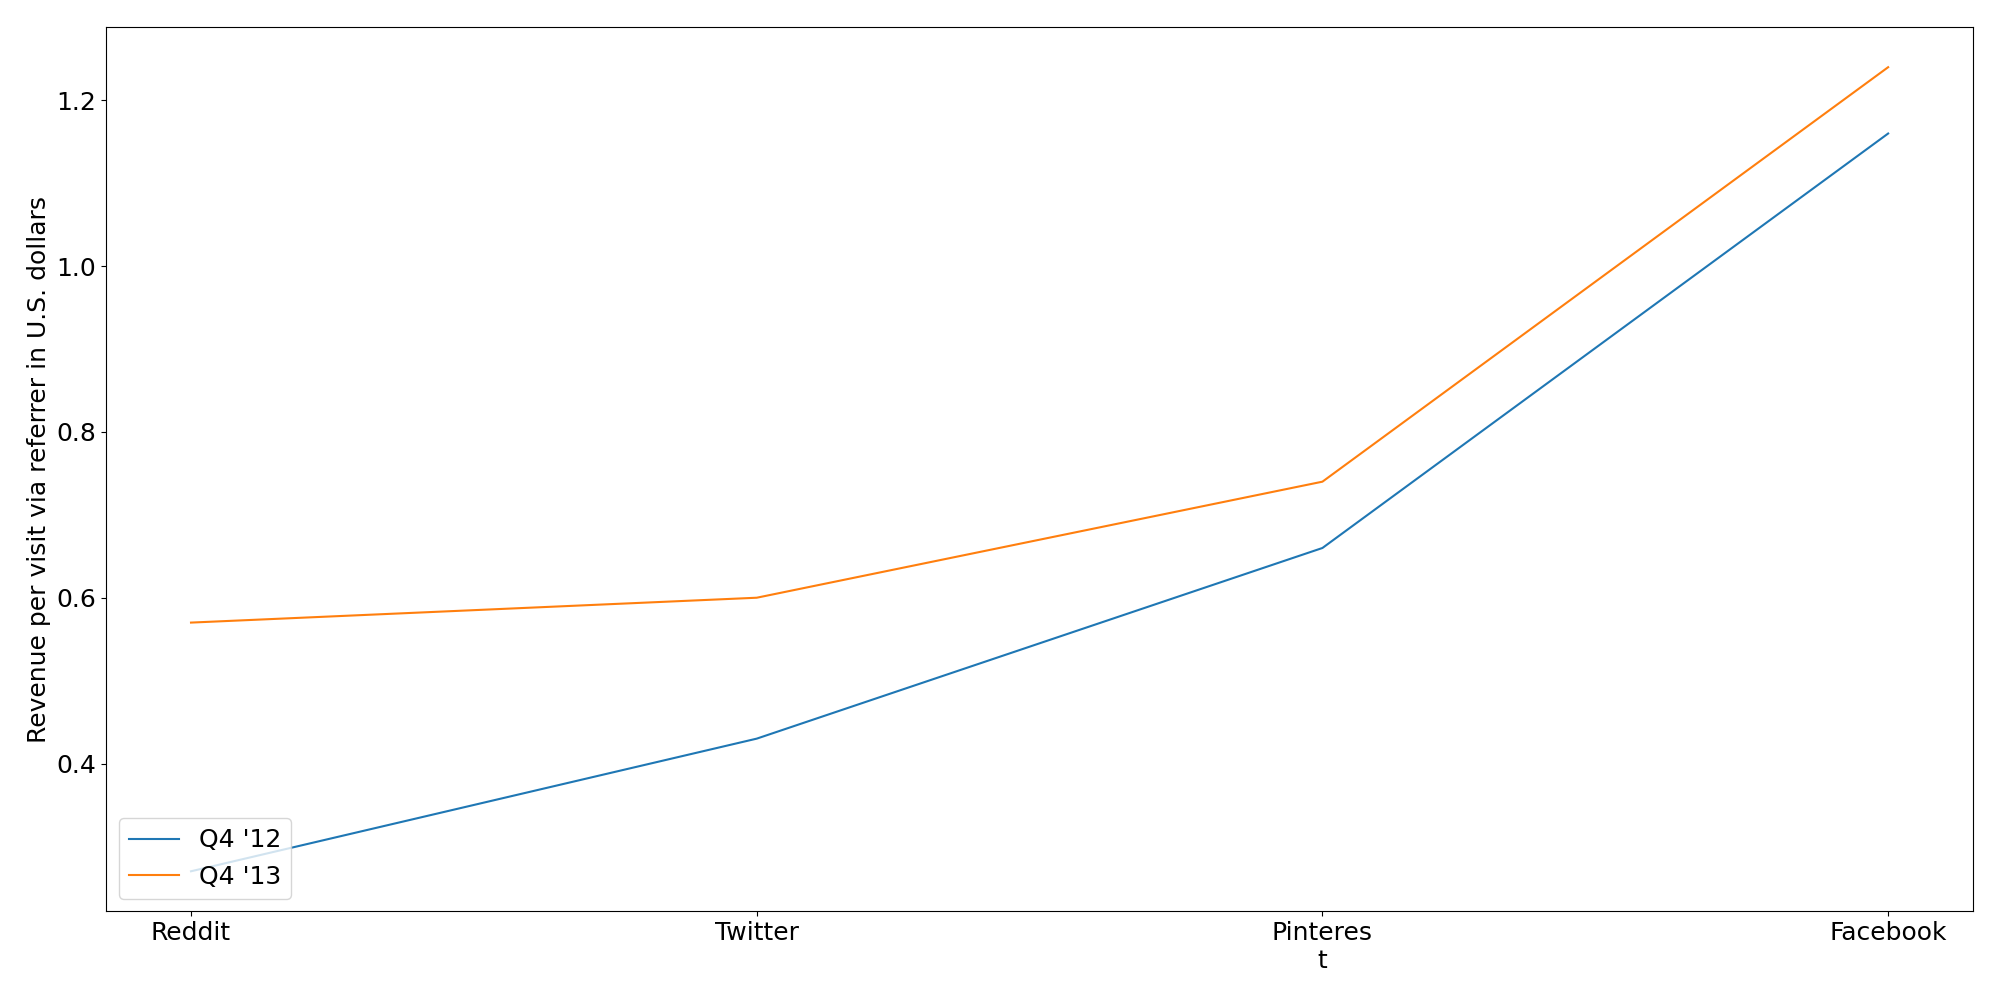 Revenue per visit via referrer in U.S. dollars
1.2
1.0
0.8
0.6
0.4
Q4 '12
Q4 '13
Reddit
Twitter
Pinteres
t
Facebook